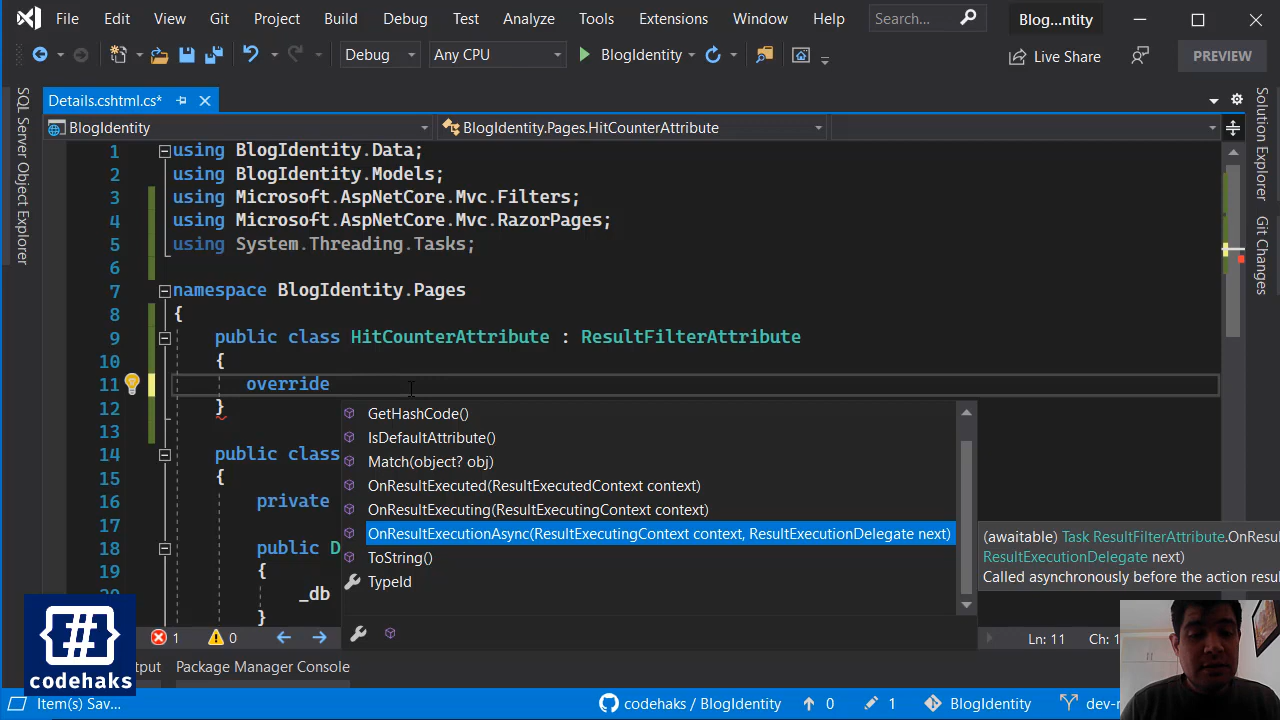 File Edit View Git Project Build Debug Test Analyze Tools Extensions Window Help Search... Blog...ntity
Debug Any CPU BlogIdentity Live Share PREVIEW
Details.cshtml.cs*
BlogIdentity BlogIdentity.Pages.HitCounterAttribute
SQL Server Object Explorer
1 using BlogIdentity.Data;
2 using BlogIdentity.Models;
3 using Microsoft.AspNetCore.Mvc.Filters;
4 using Microsoft.AspNetCore.Mvc.RazorPages;
5 using System.Threading.Tasks;
6
7 namespace BlogIdentity.Pages
8 {
9 public class HitCounterAttribute : ResultFilterAttribute
10 {
11 override
12 }
13
14 public class
15 {
16 private
17
18 public D
19 {
_db
}
GetHashCode()
IsDefaultAttribute()
Match(object? obj)
OnResultExecuted(ResultExecutedContext context)
OnResultExecuting(ResultExecutingContext context)
OnResultExecutionAsync(ResultExecutingContext context, ResultExecutionDelegate next)
ToString()
TypeId
(awaitable) Task ResultFilterAttribute.OnResu
ResultExecutionDelegate next)
Called asynchronously before the action resul
Solution Explorer
Git Changes
1 0 Ln: 11 Ch: 1
tput Package Manager Console
# codehaks
Item(s) Sav... codehaks / BlogIdentity 0 1 BlogIdentity dev-r